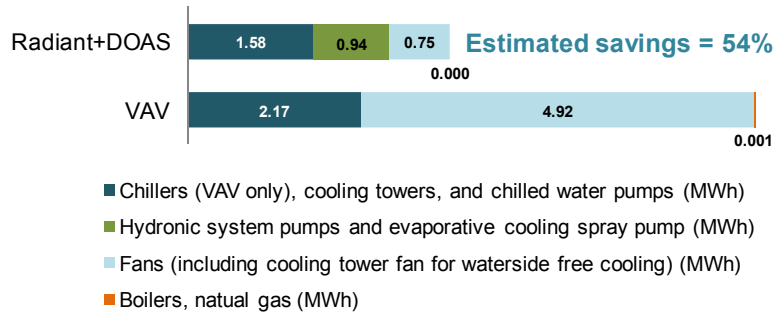 Radiant+DOAS
1.58
0.94
0.75
Estimated savings = 54%
0.000
VAV
2.17
4.92
0.001
Chillers (VAV only), cooling towers, and chilled water pumps (MWh)
Hydronic system pumps and evaporative cooling spray pump (MWh)
Fans (including cooling tower fan for waterside free cooling) (MWh)
Boilers, natual gas (MWh)